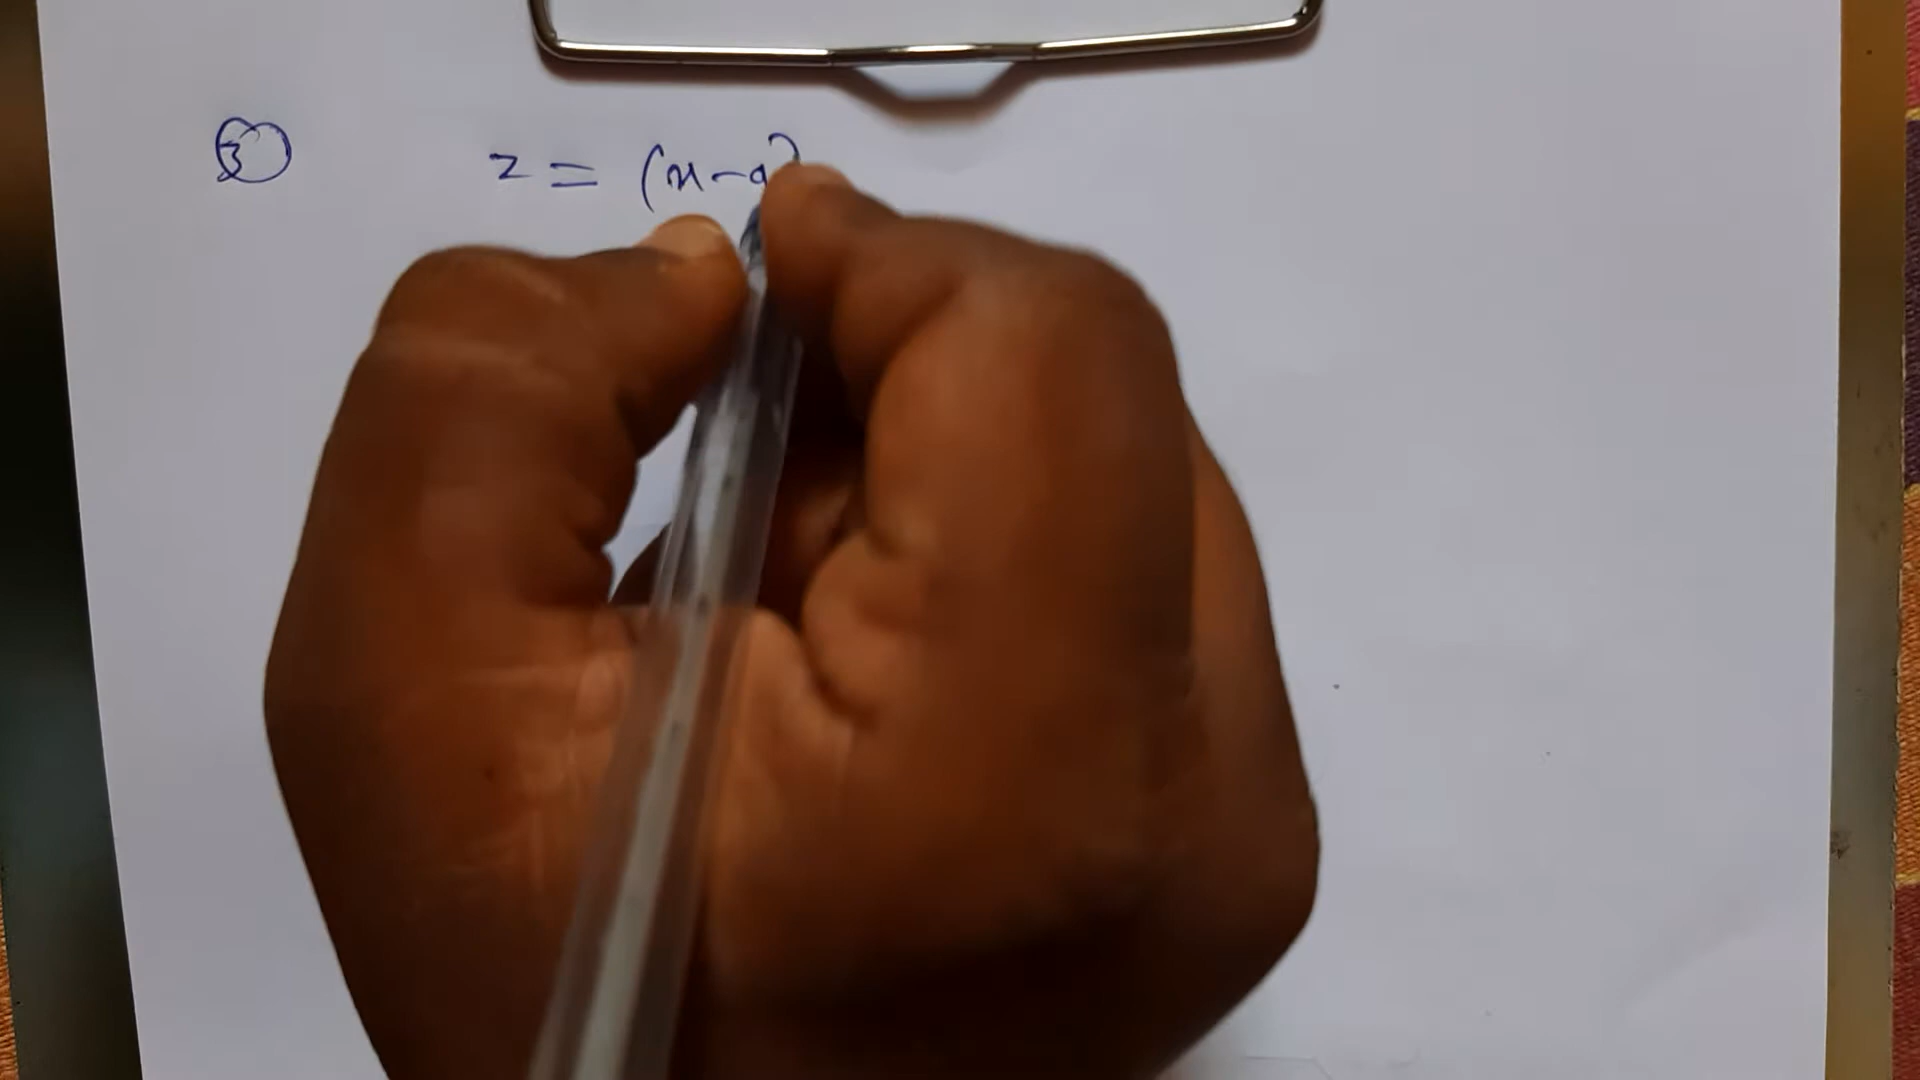 ③ z = (x-a)